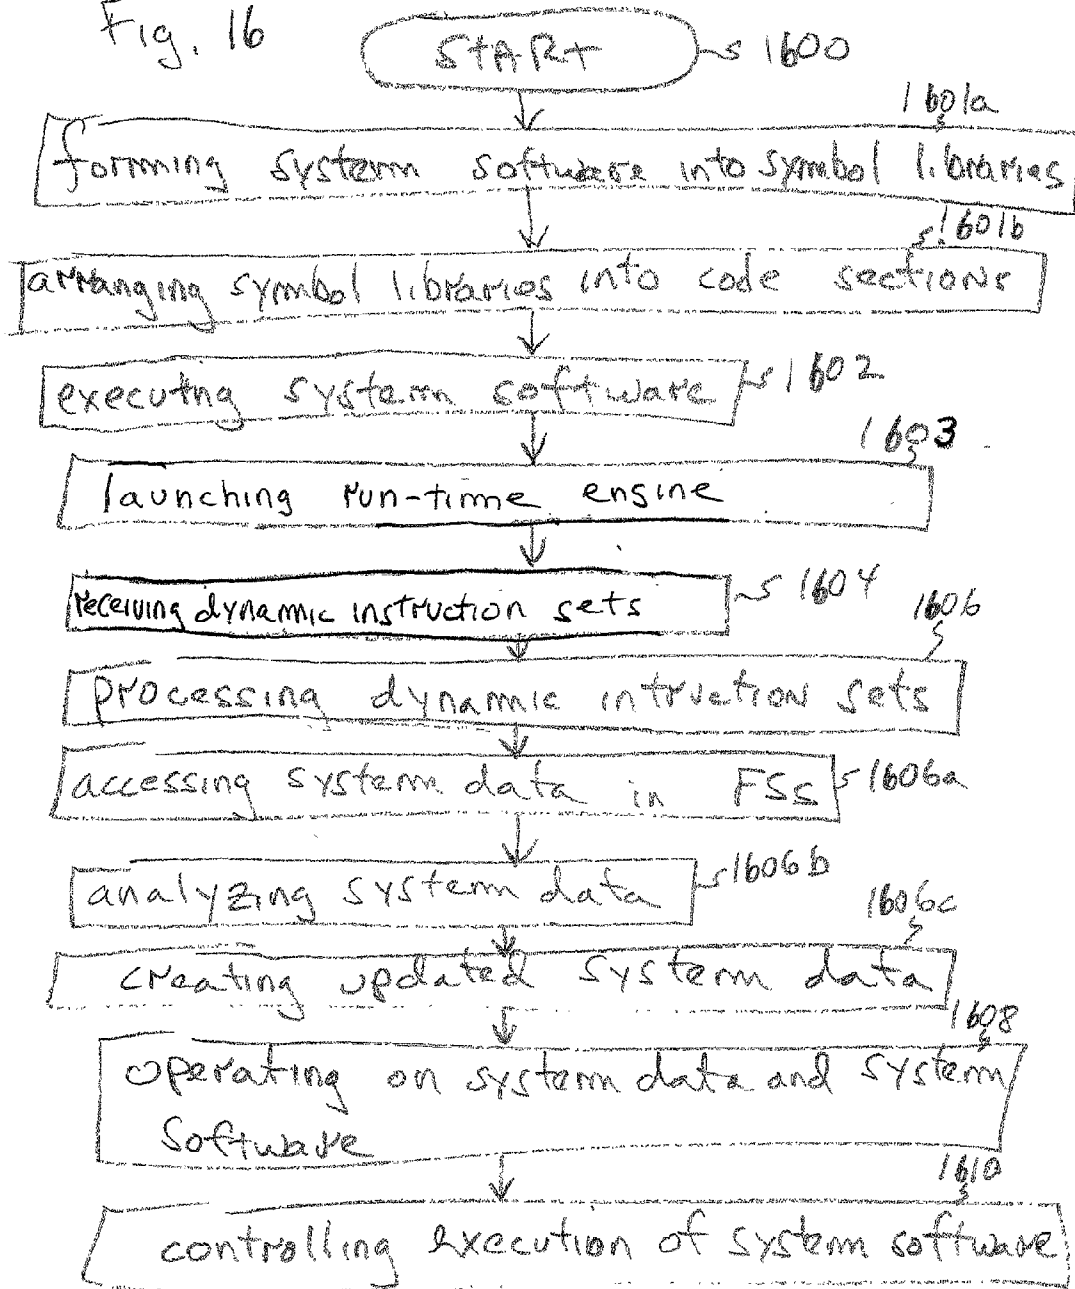 Fig. 16
START 1600
1601a
forming system software into symbol libraries
1601b
arranging symbol libraries into code sections
executing system software 1602
1603
launching run-time engine
receiving dynamic instruction sets 1604
1606
processing dynamic intruction sets
accessing system data in FSs 1606a
analyzing system data 1606b
1606c
creating updated system data
1608
operating on system data and system
software
1610
controlling execution of system software